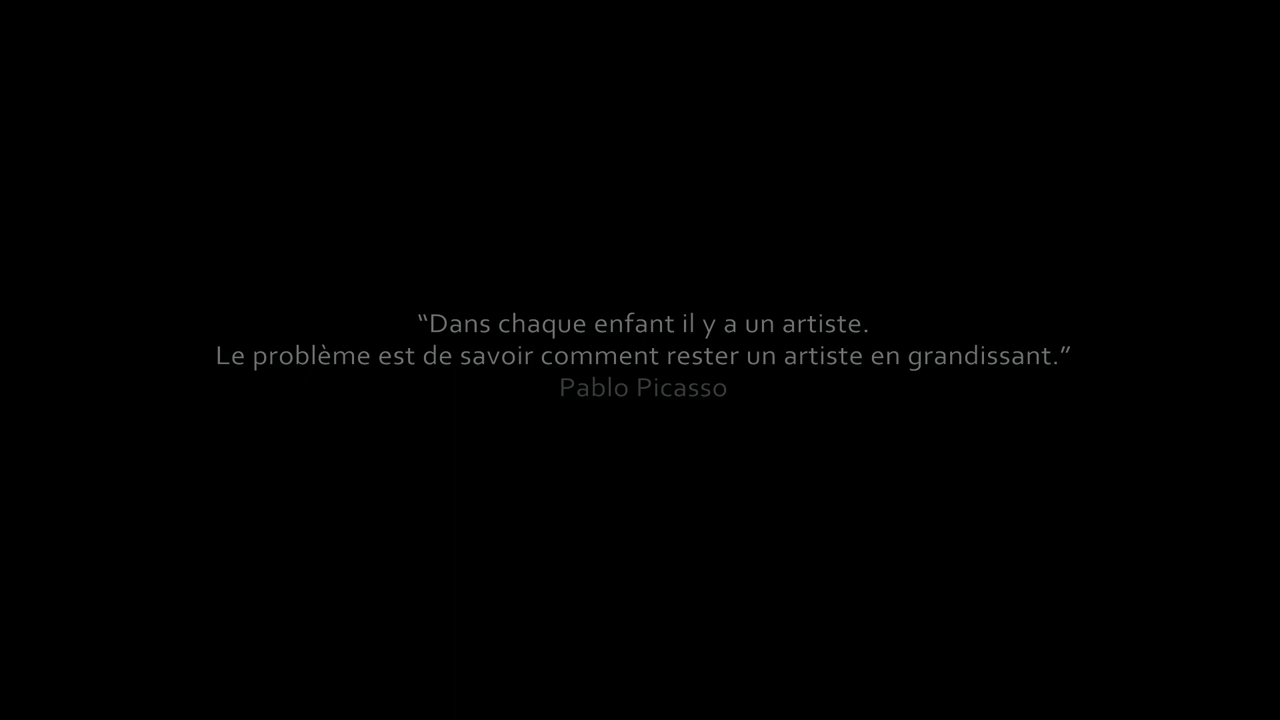 “Dans chaque enfant il y a un artiste.
Le problème est de savoir comment rester un artiste en grandissant.”
Pablo Picasso